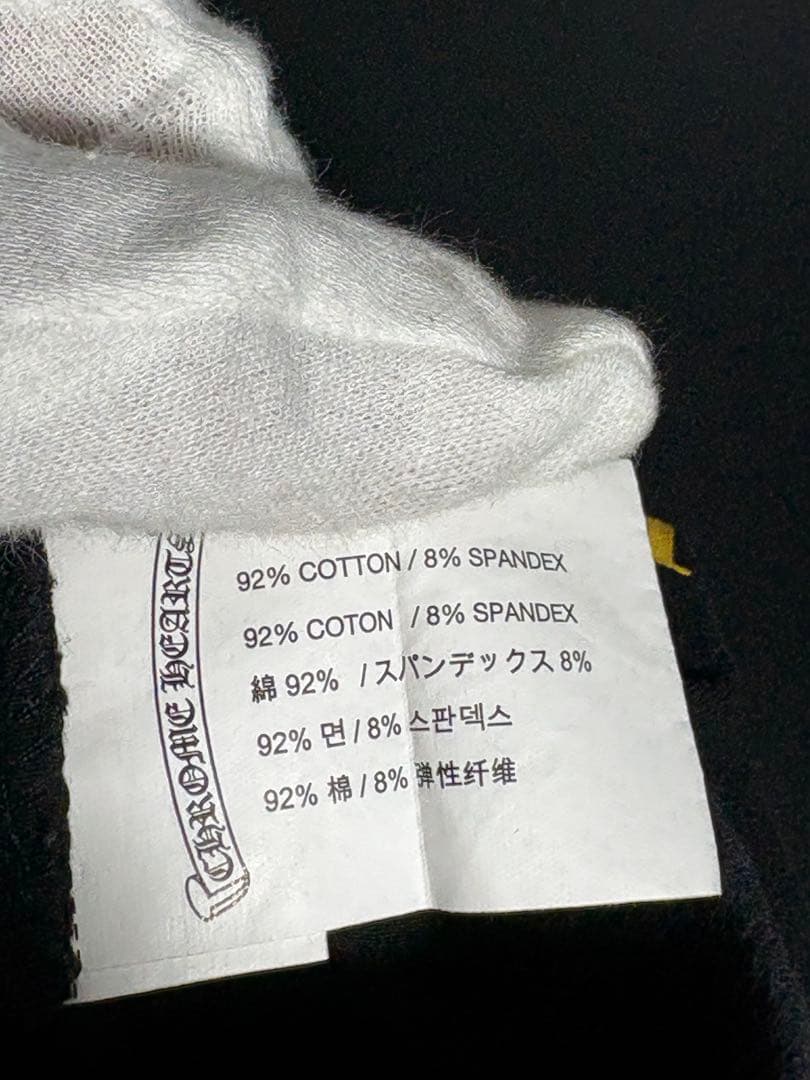 CHROME HEARTS
92% COTTON / 8% SPANDEX
92% COTON / 8% SPANDEX
綿 92% /スパンデックス 8%
92% 면 / 8% 스판덱스
92% 棉 / 8% 弹性纤维